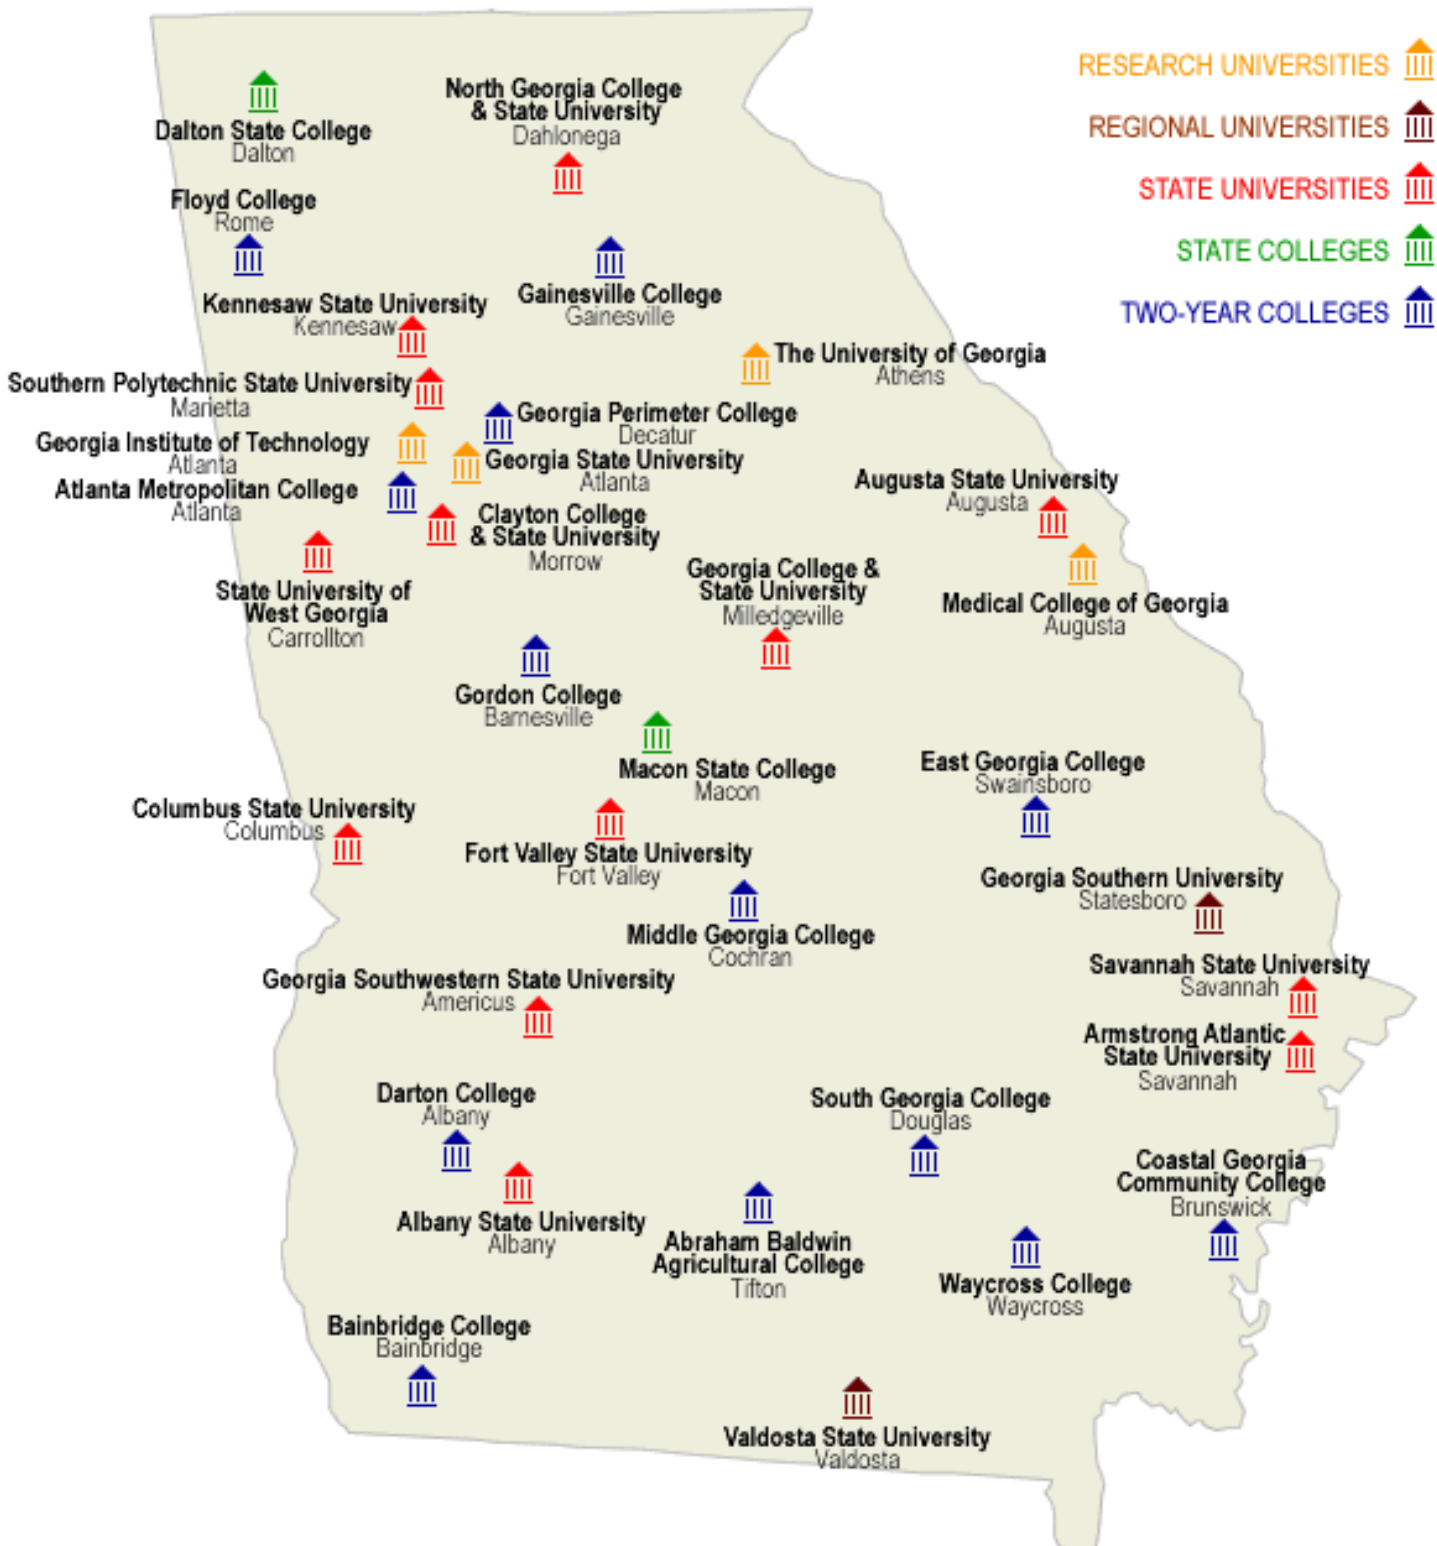 RESEARCH UNIVERSITIES
REGIONAL UNIVERSITIES
STATE UNIVERSITIES
STATE COLLEGES
TWO-YEAR COLLEGES
North Georgia College
& State University
Dahlonega
Dalton State College
Dalton
Floyd College
Rome
Gainesville College
Gainesville
Kennesaw State University
Kennesaw
The University of Georgia
Athens
Southern Polytechnic State University
Marietta
Georgia Perimeter College
Decatur
Georgia Institute of Technology
Atlanta
Georgia State University
Atlanta
Atlanta Metropolitan College
Atlanta
Augusta State University
Augusta
Clayton College
& State University
Morrow
State University of
West Georgia
Carrollton
Georgia College &
State University
Milledgeville
Medical College of Georgia
Augusta
Gordon College
Barnesville
Macon State College
Macon
East Georgia College
Swainsboro
Columbus State University
Columbus
Fort Valley State University
Fort Valley
Georgia Southern University
Statesboro
Middle Georgia College
Cochran
Savannah State University
Savannah
Georgia Southwestern State University
Americus
Armstrong Atlantic
State University
Savannah
Darton College
Albany
South Georgia College
Douglas
Coastal Georgia
Community College
Brunswick
Albany State University
Albany
Abraham Baldwin
Agricultural College
Tifton
Waycross College
Waycross
Bainbridge College
Bainbridge
Valdosta State University
Valdosta